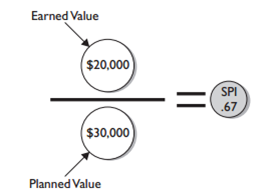 Earned Value
$20,000
SPI
.67
$30,000
Planned Value